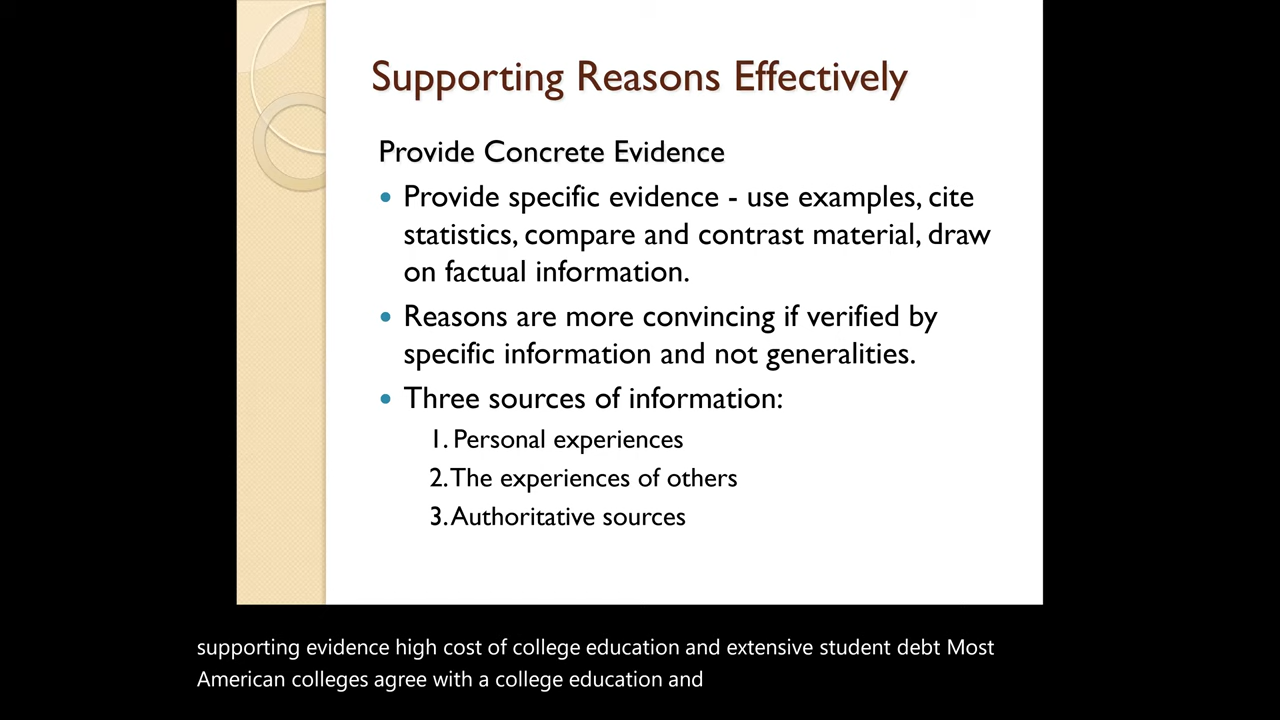 Supporting Reasons Effectively
Provide Concrete Evidence
• Provide specific evidence - use examples, cite
statistics, compare and contrast material, draw
on factual information.
• Reasons are more convincing if verified by
specific information and not generalities.
• Three sources of information:
1. Personal experiences
2. The experiences of others
3. Authoritative sources
supporting evidence high cost of college education and extensive student debt Most
American colleges agree with a college education and